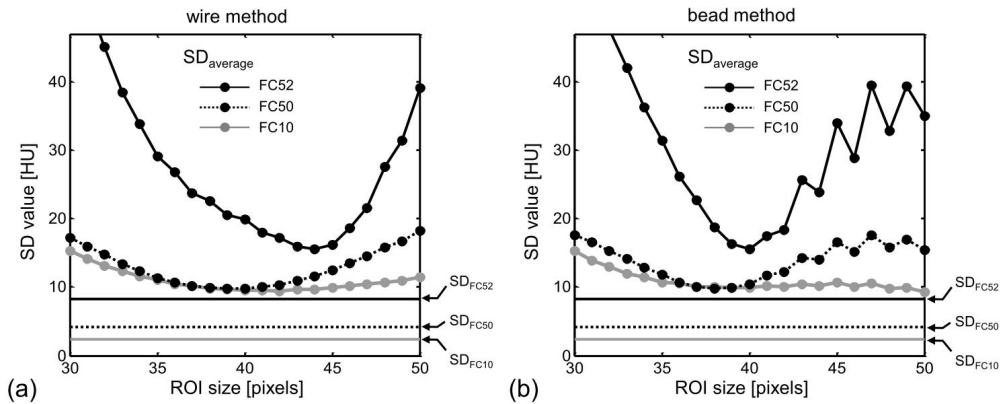 wire method
SD value [HU]
40
30
20
10
0
SDaverage
FC52
FC50
FC10
SDFC52
SDFC50
SDFC10
30 35 40 45 50
ROI size [pixels]
(a)
bead method
SD value [HU]
40
30
20
10
0
SDaverage
FC52
FC50
FC10
SDFC52
SDFC50
SDFC10
30 35 40 45 50
ROI size [pixels]
(b)